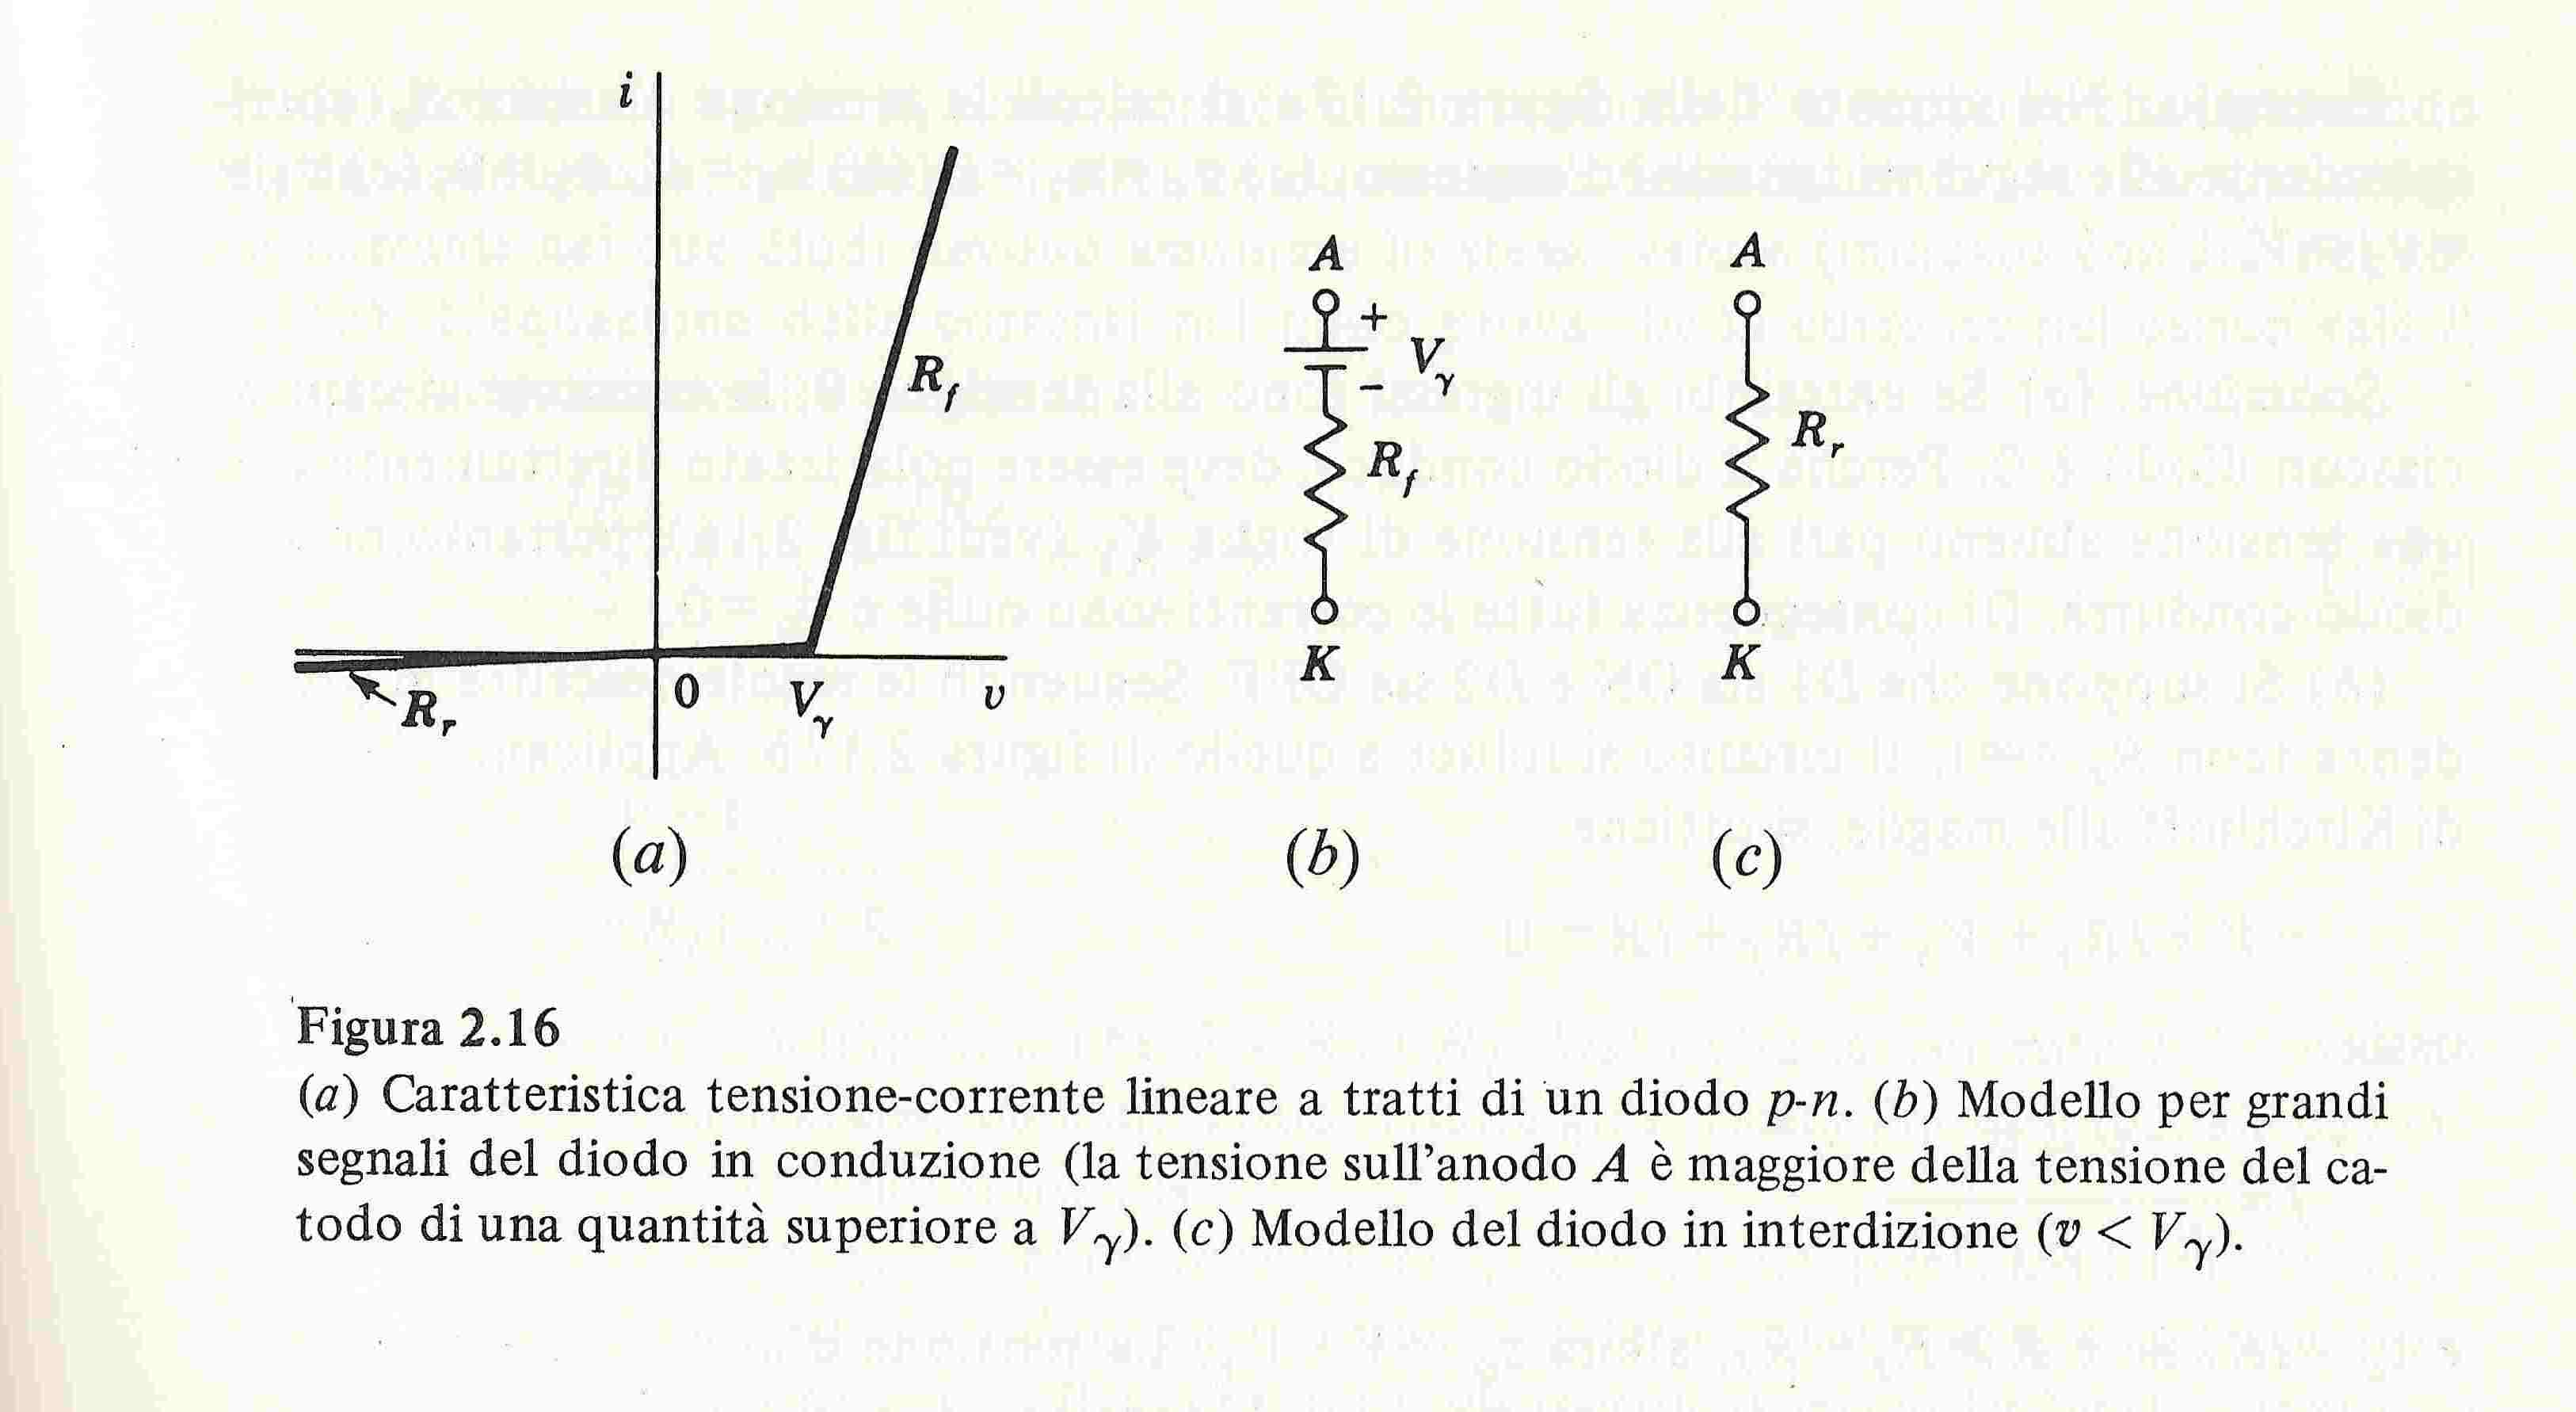 i
R_f
R_r
0
V_γ
v
(a)
A
+
V_γ
-
R_f
K
(b)
A
R_r
K
(c)
Figura 2.16
(a) Caratteristica tensione-corrente lineare a tratti di un diodo p-n. (b) Modello per grandi
segnali del diodo in conduzione (la tensione sull'anodo A è maggiore della tensione del ca-
todo di una quantità superiore a V_γ). (c) Modello del diodo in interdizione (v < V_γ).